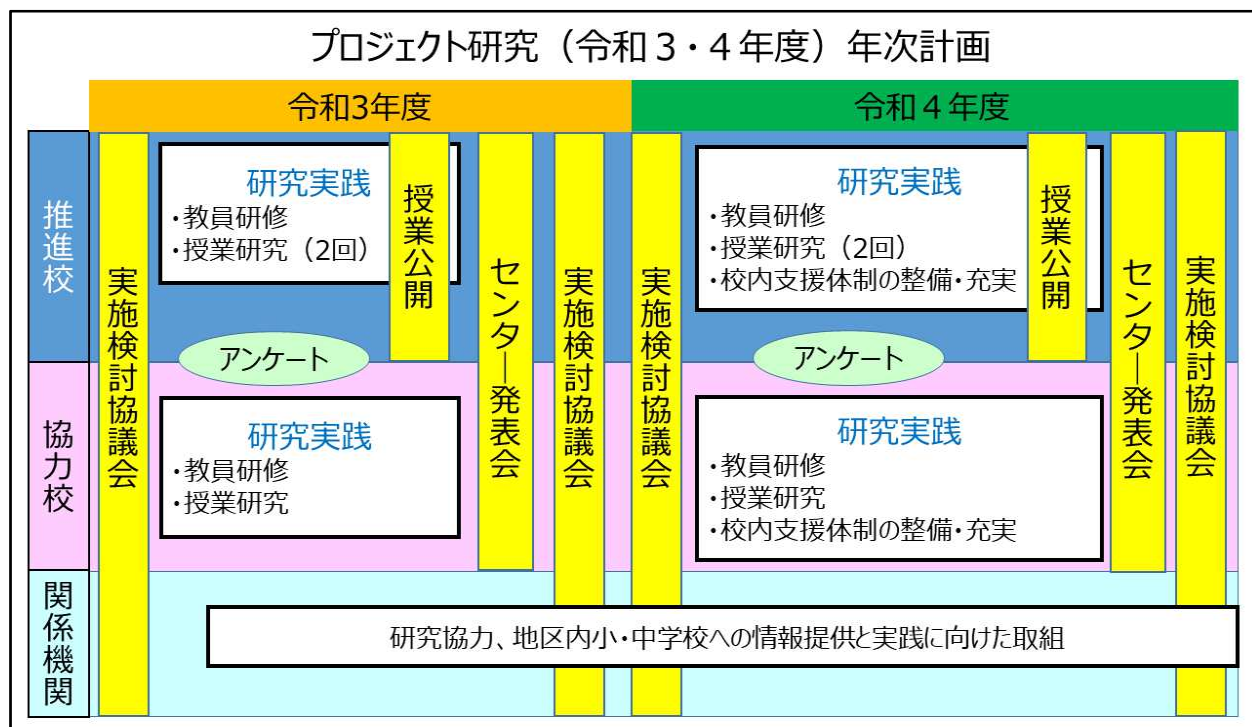 プロジェクト研究（令和３・４年度）年次計画
令和3年度
令和４年度
推進校
協力校
関係機関
実施検討協議会
研究実践
・教員研修
・授業研究（2回）
授業公開
アンケート
研究実践
・教員研修
・授業研究
センター発表会
実施検討協議会
実施検討協議会
研究実践
・教員研修
・授業研究（2回）
・校内支援体制の整備・充実
授業公開
アンケート
研究実践
・教員研修
・授業研究
・校内支援体制の整備・充実
センター発表会
実施検討協議会
研究協力、地区内小・中学校への情報提供と実践に向けた取組